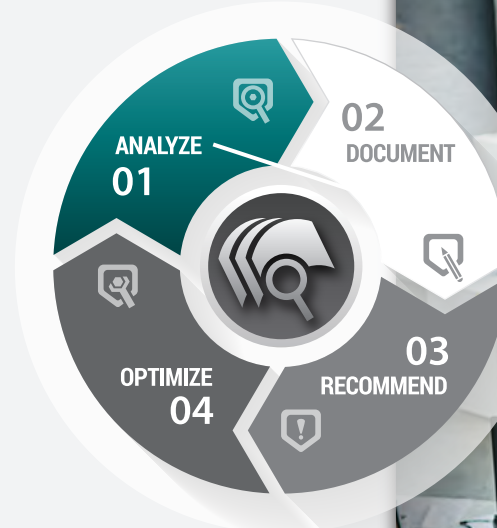 ANALYZE
01
02
DOCUMENT
03
RECOMMEND
OPTIMIZE
04